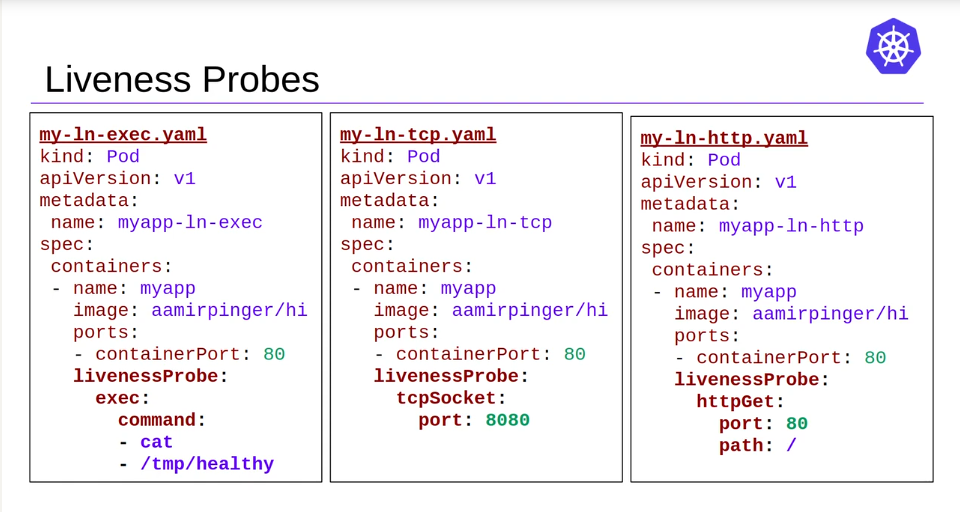 Liveness Probes
my-ln-exec.yaml
kind: Pod
apiVersion: v1
metadata:
 name: myapp-ln-exec
spec:
 containers:
 - name: myapp
   image: aamirpinger/hi
   ports:
   - containerPort: 80
   livenessProbe:
     exec:
       command:
       - cat
       - /tmp/healthy
my-ln-tcp.yaml
kind: Pod
apiVersion: v1
metadata:
 name: myapp-ln-tcp
spec:
 containers:
 - name: myapp
   image: aamirpinger/hi
   ports:
   - containerPort: 80
   livenessProbe:
     tcpSocket:
       port: 8080
my-ln-http.yaml
kind: Pod
apiVersion: v1
metadata:
 name: myapp-ln-http
spec:
 containers:
 - name: myapp
   image: aamirpinger/hi
   ports:
   - containerPort: 80
   livenessProbe:
     httpGet:
       port: 80
       path: /